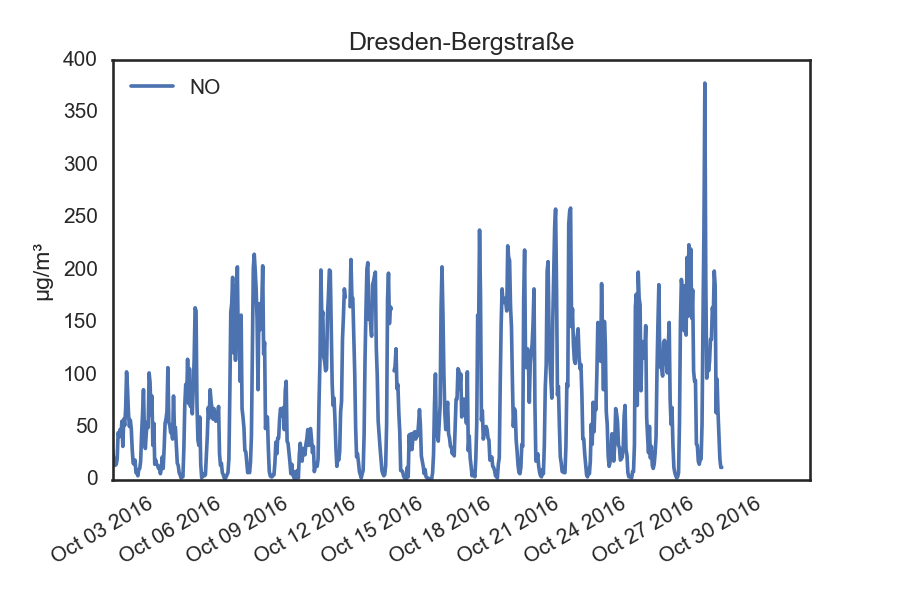 Dresden-Bergstraße
400
350
300
250
200
150
100
50
0
µg/m³
NO
Oct 03 2016
Oct 06 2016
Oct 09 2016
Oct 12 2016
Oct 15 2016
Oct 18 2016
Oct 21 2016
Oct 24 2016
Oct 27 2016
Oct 30 2016